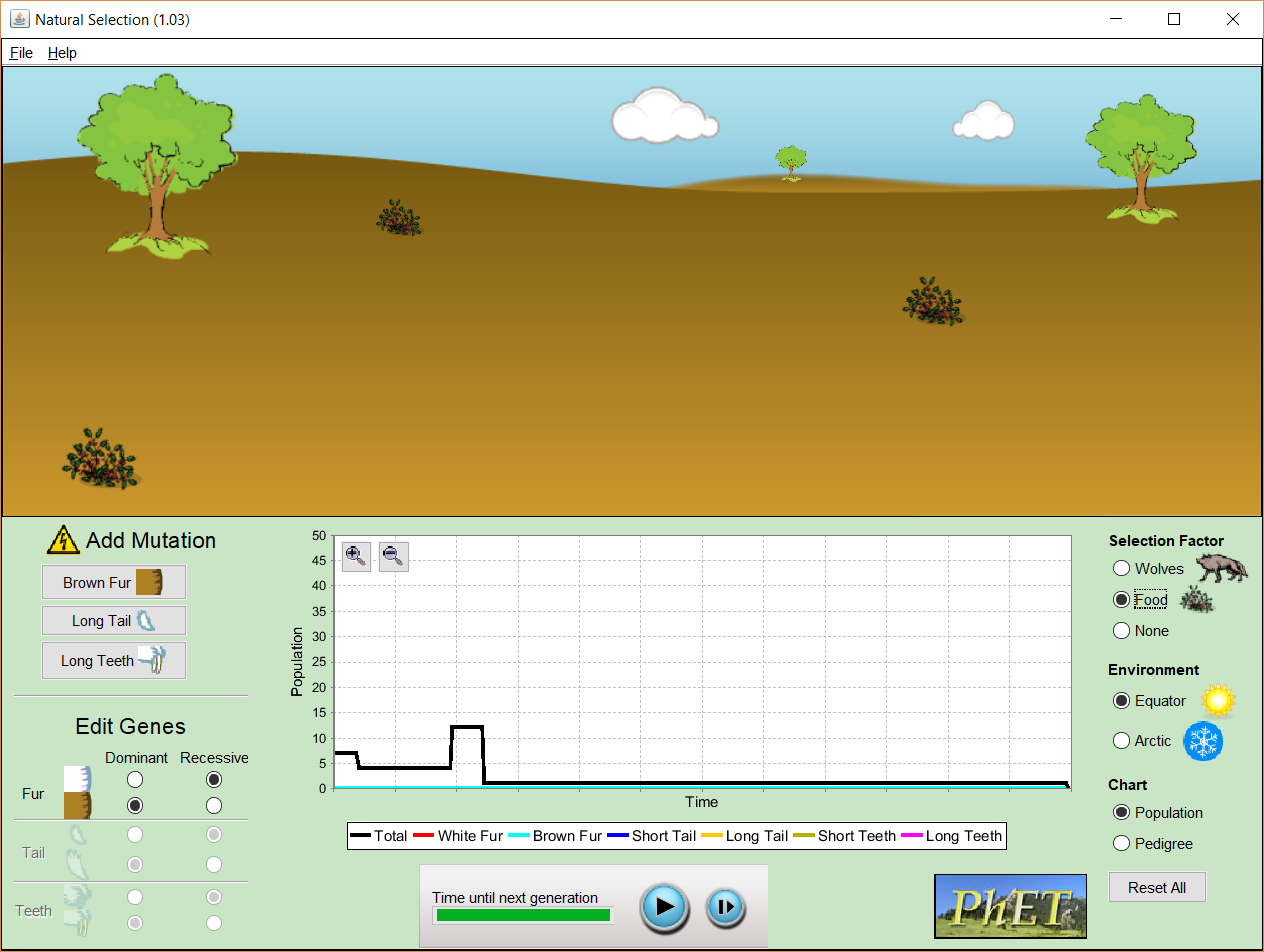 Natural Selection (1.03)
File Help
Add Mutation
Brown Fur
Long Tail
Long Teeth
Edit Genes
Dominant Recessive
Fur
Tail
Teeth
Population
50
45
40
35
30
25
20
15
10
5
0
Time
Total White Fur Brown Fur Short Tail Long Tail Short Teeth Long Teeth
Time until next generation
PhET
Selection Factor
Wolves
Food
None
Environment
Equator
Arctic
Chart
Population
Pedigree
Reset All